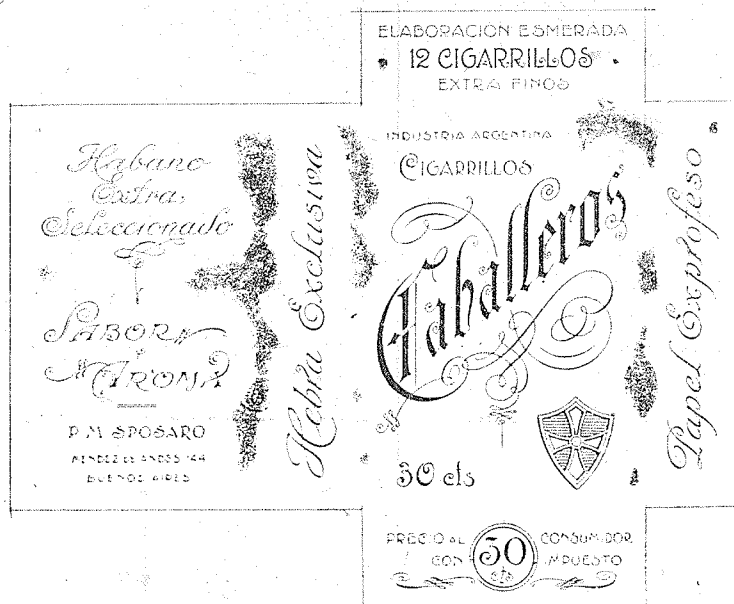 ELABORACIÓN ESMERADA
12 CIGARRILLOS
EXTRA FINOS
Habano
Extra
Seleccionado
SABOR Y
AROMA
P. M. SPOSARO
MENDEZ DE ANDES 144
BUENOS AIRES
Hebra Exclusiva
INDUSTRIA ARGENTINA
CIGARRILLOS
Caballeros
30 cts
Papel Exprofeso
PRECIO AL CONSUMIDOR
CON IMPUESTO
30
cts